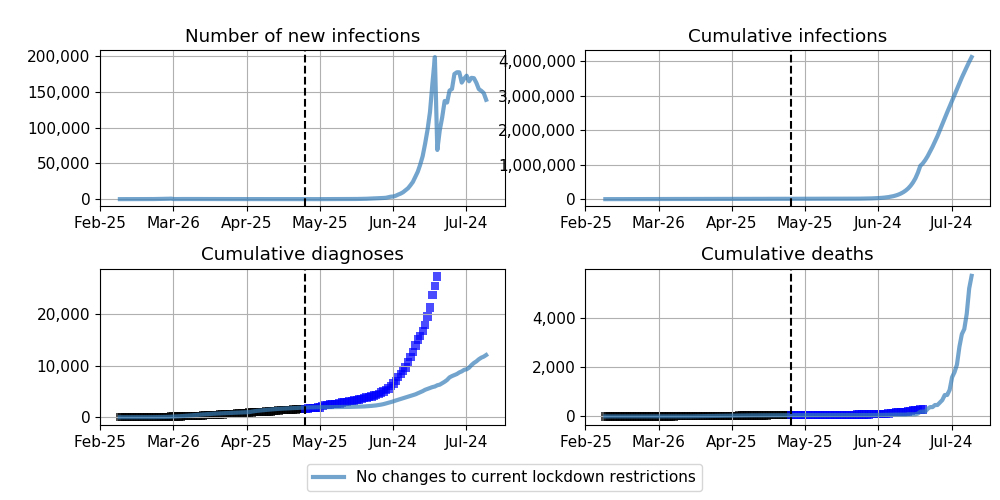 Number of new infections
200,000
150,000
100,000
50,000
0
Feb-25 Mar-26 Apr-25 May-25 Jun-24 Jul-24
Cumulative infections
4,000,000
3,000,000
2,000,000
1,000,000
0
Feb-25 Mar-26 Apr-25 May-25 Jun-24 Jul-24
Cumulative diagnoses
20,000
10,000
0
Feb-25 Mar-26 Apr-25 May-25 Jun-24 Jul-24
Cumulative deaths
4,000
2,000
0
Feb-25 Mar-26 Apr-25 May-25 Jun-24 Jul-24
No changes to current lockdown restrictions